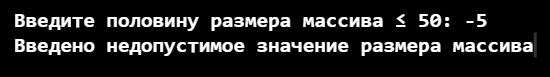 Введите половину размера массива ≤ 50: -5
Введено недопустимое значение размера массива